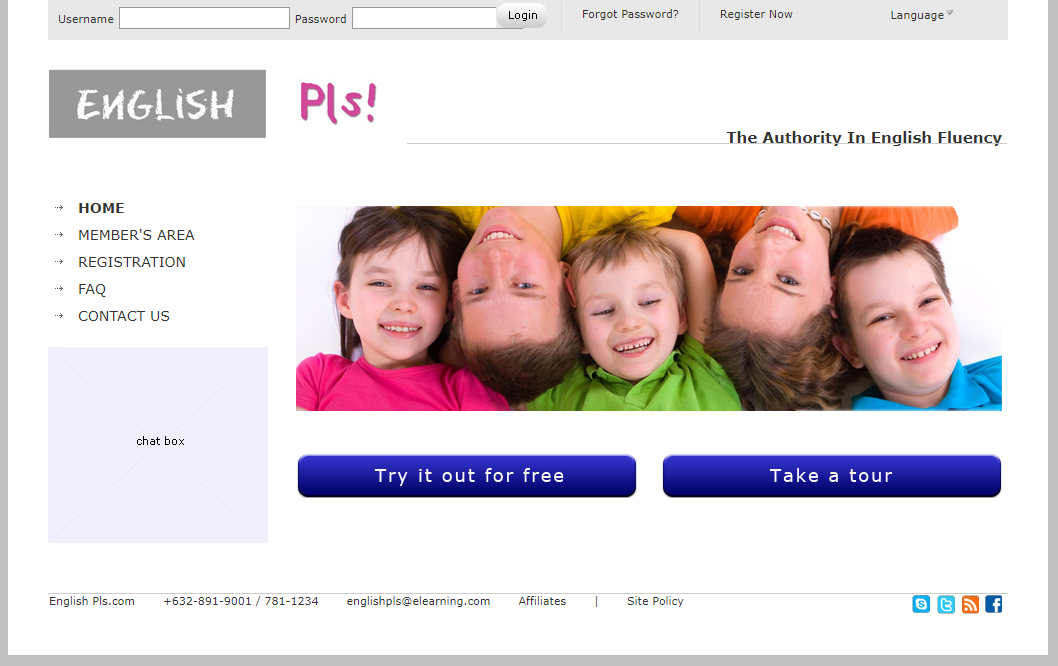 Username Password Login Forgot Password? Register Now Language
ENGLISH Pls!
The Authority In English Fluency
HOME
MEMBER'S AREA
REGISTRATION
FAQ
CONTACT US
chat box
Try it out for free Take a tour
English Pls.com +632-891-9001 / 781-1234 englishpls@elearning.com Affiliates | Site Policy